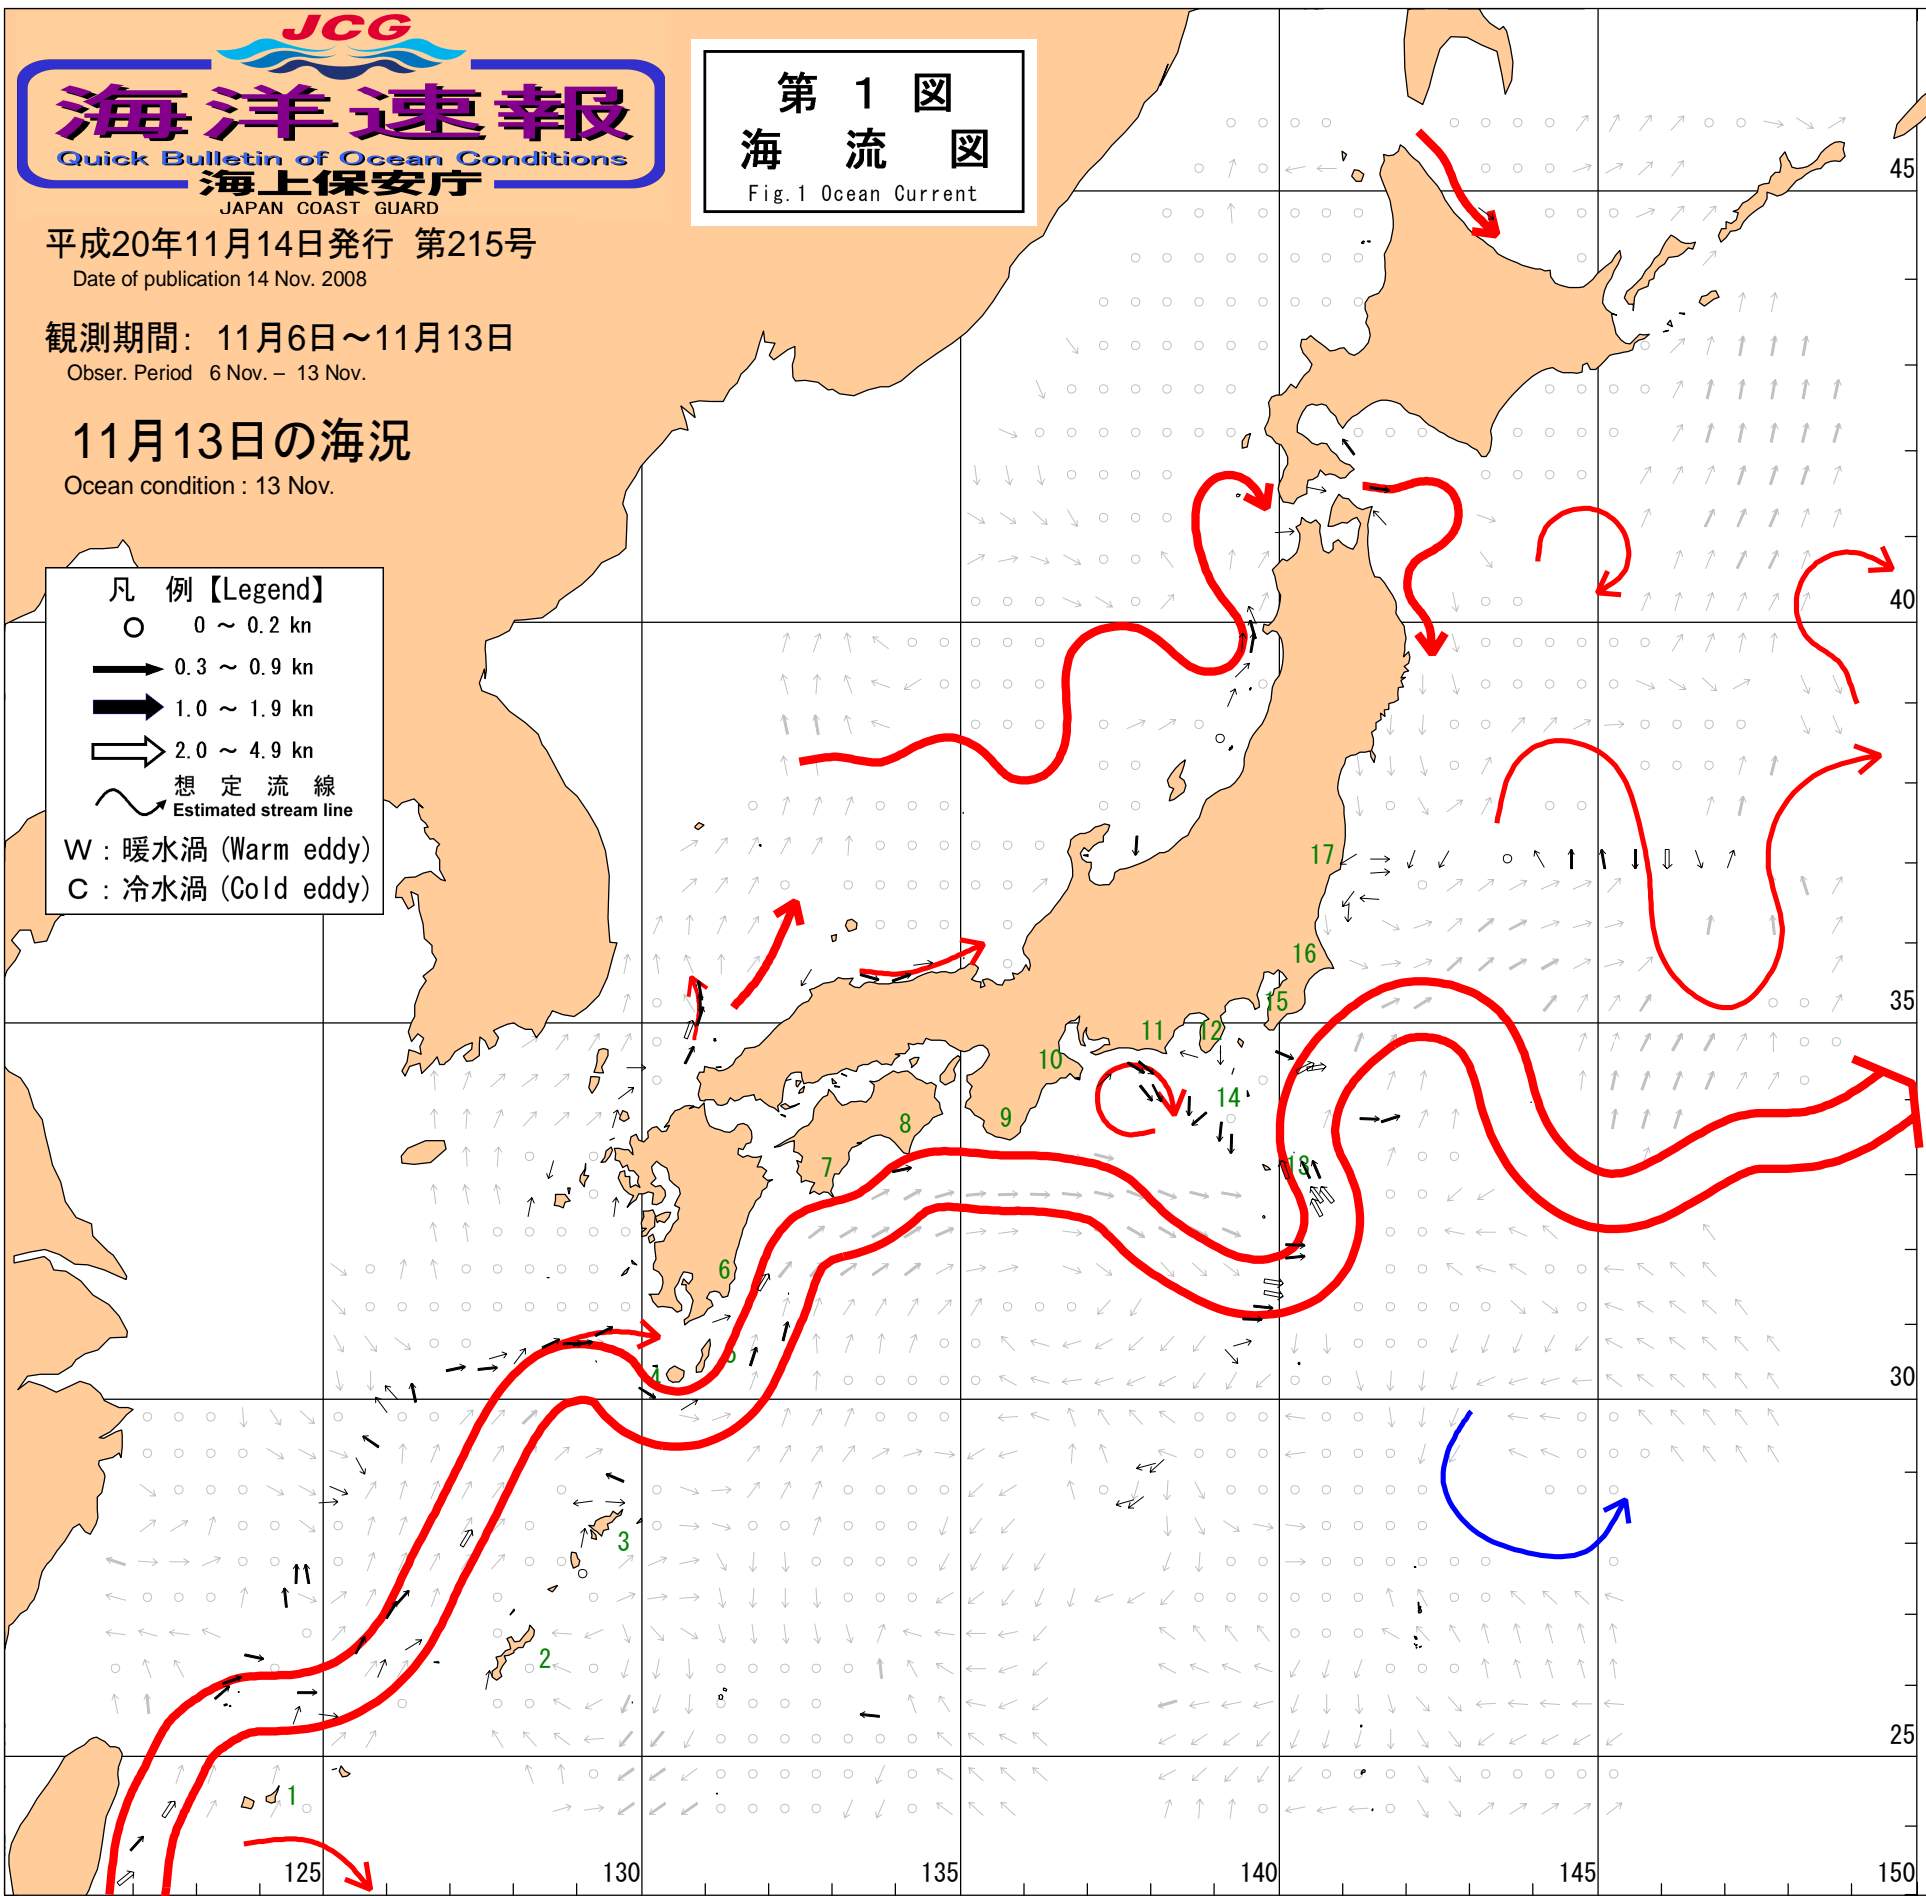 JCG
海洋速報
Quick Bulletin of Ocean Conditions
海上保安庁
JAPAN COAST GUARD
第 1 図
海 流 図
Fig.1 Ocean Current
平成20年11月14日発行 第215号
Date of publication 14 Nov. 2008
観測期間: 11月6日~11月13日
Obser. Period 6 Nov. – 13 Nov.
11月13日の海況
Ocean condition : 13 Nov.
凡 例【Legend】
0 ~ 0.2 kn
0.3 ~ 0.9 kn
1.0 ~ 1.9 kn
2.0 ~ 4.9 kn
想 定 流 線
Estimated stream line
W : 暖水渦 (Warm eddy)
C : 冷水渦 (Cold eddy)
45
40
17
16
15
35
12
11
10
14
9
8
7
13
6
5
4
30
3
2
25
1
125
130
135
140
145
150